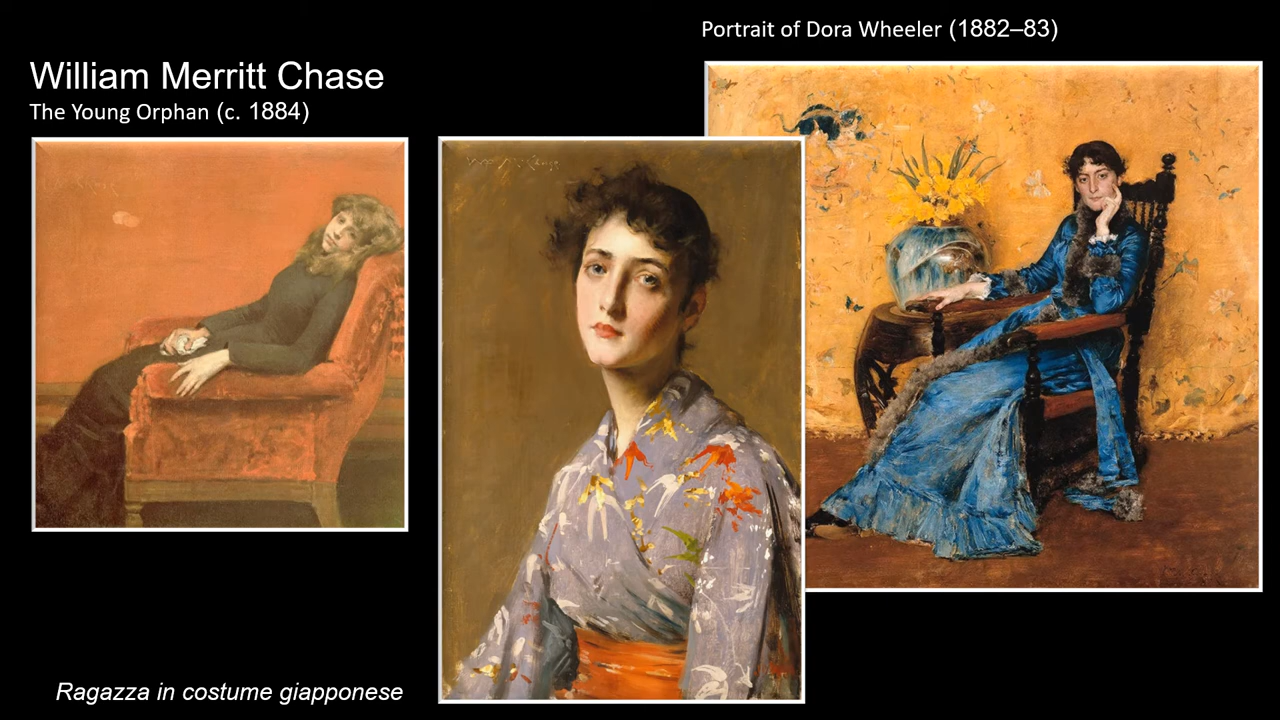 Portrait of Dora Wheeler (1882–83)
William Merritt Chase
The Young Orphan (c. 1884)
Ragazza in costume giapponese